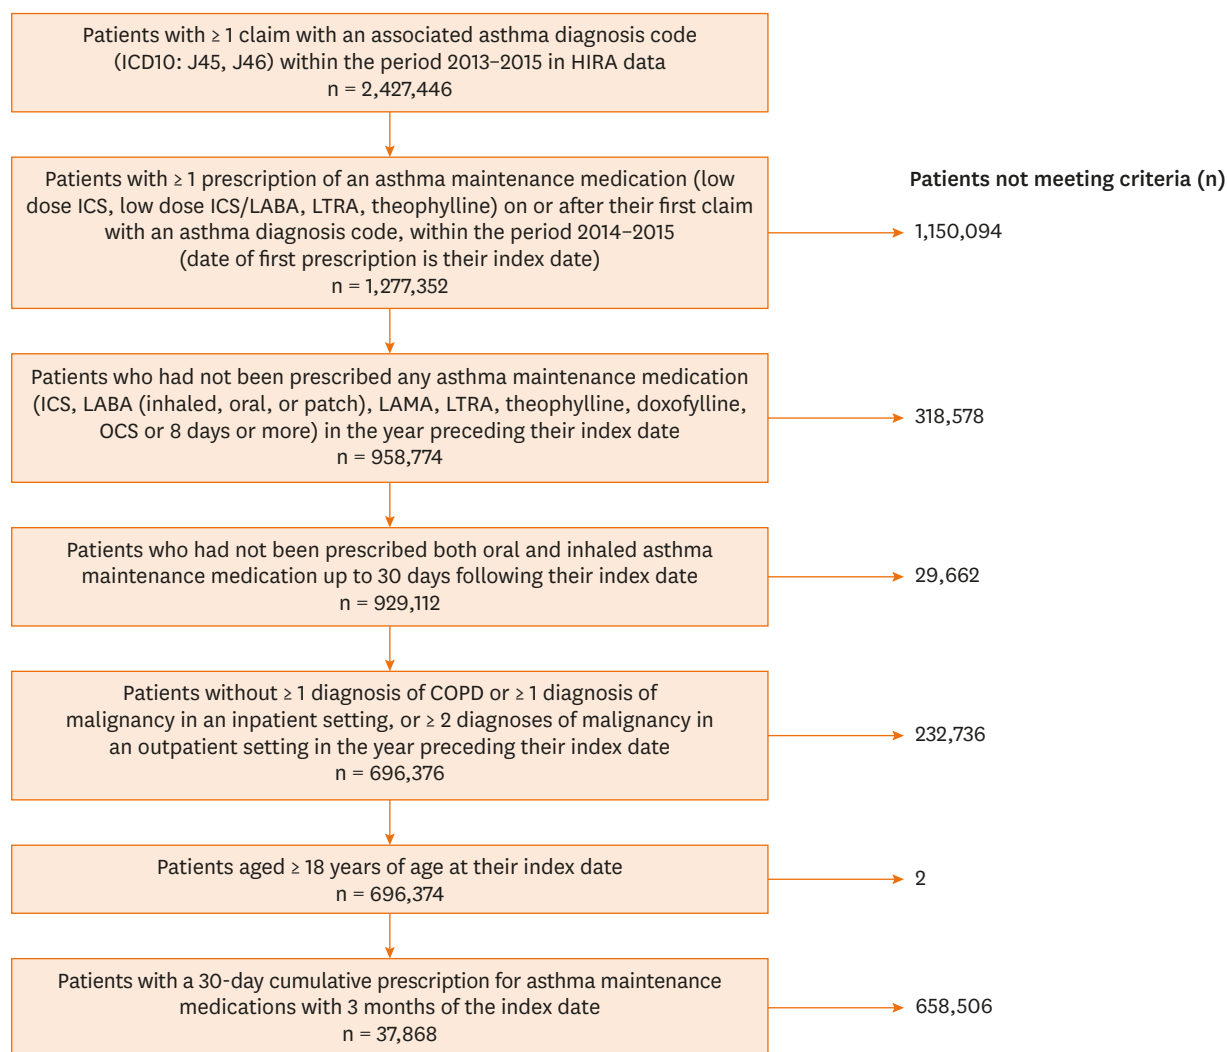 Patients with ≥ 1 claim with an associated asthma diagnosis code
(ICD10: J45, J46) within the period 2013–2015 in HIRA data
n = 2,427,446
Patients with ≥ 1 prescription of an asthma maintenance medication (low
dose ICS, low dose ICS/LABA, LTRA, theophylline) on or after their first claim
with an asthma diagnosis code, within the period 2014–2015
(date of first prescription is their index date)
n = 1,277,352
Patients not meeting criteria (n)
1,150,094
Patients who had not been prescribed any asthma maintenance medication
(ICS, LABA (inhaled, oral, or patch), LAMA, LTRA, theophylline, doxofylline,
OCS or 8 days or more) in the year preceding their index date
n = 958,774
318,578
Patients who had not been prescribed both oral and inhaled asthma
maintenance medication up to 30 days following their index date
n = 929,112
29,662
Patients without ≥ 1 diagnosis of COPD or ≥ 1 diagnosis of
malignancy in an inpatient setting, or ≥ 2 diagnoses of malignancy in
an outpatient setting in the year preceding their index date
n = 696,376
232,736
Patients aged ≥ 18 years of age at their index date
n = 696,374
2
Patients with a 30-day cumulative prescription for asthma maintenance
medications with 3 months of the index date
n = 37,868
658,506